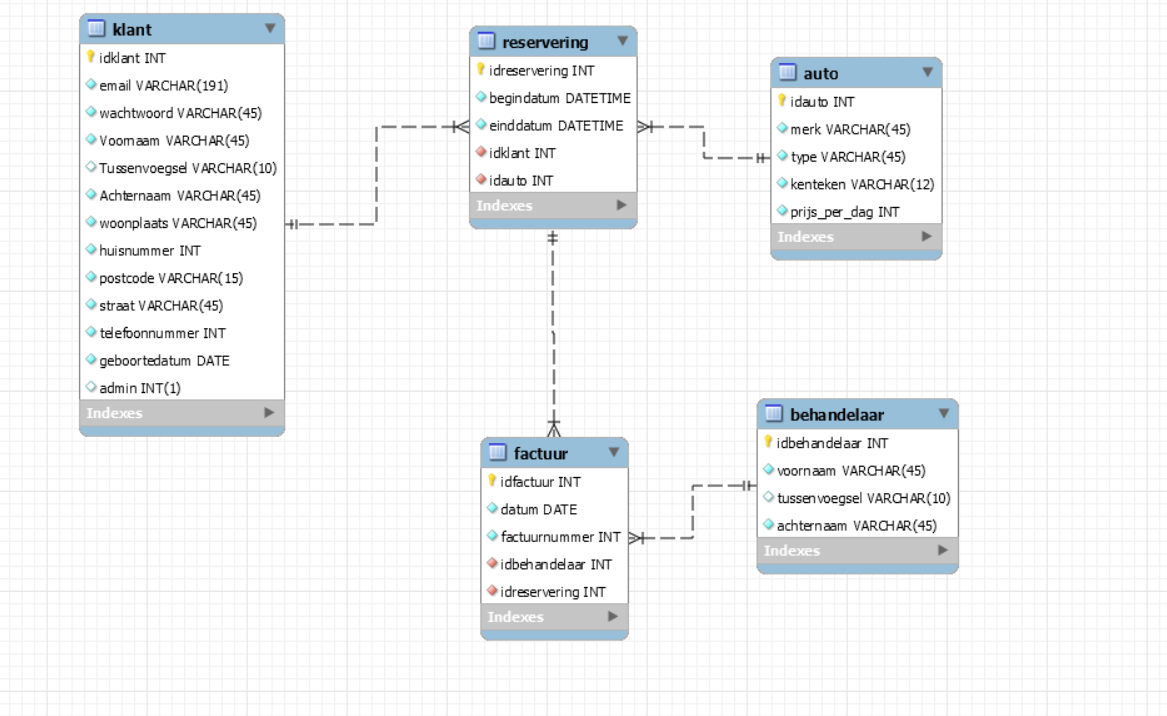 klant
idklant INT
email VARCHAR(191)
wachtwoord VARCHAR(45)
Voornaam VARCHAR(45)
Tussenvoegsel VARCHAR(10)
Achternaam VARCHAR(45)
woonplaats VARCHAR(45)
huisnummer INT
postcode VARCHAR(15)
straat VARCHAR(45)
telefoonnummer INT
geboortedatum DATE
admin INT(1)
Indexes
reservering
idreservering INT
begindatum DATETIME
einddatum DATETIME
idklant INT
idauto INT
Indexes
auto
idauto INT
merk VARCHAR(45)
type VARCHAR(45)
kenteken VARCHAR(12)
prijs_per_dag INT
Indexes
factuur
idfactuur INT
datum DATE
factuurnummer INT
idbehandelaar INT
idreservering INT
Indexes
behandelaar
idbehandelaar INT
voornaam VARCHAR(45)
tussenvoegsel VARCHAR(10)
achternaam VARCHAR(45)
Indexes